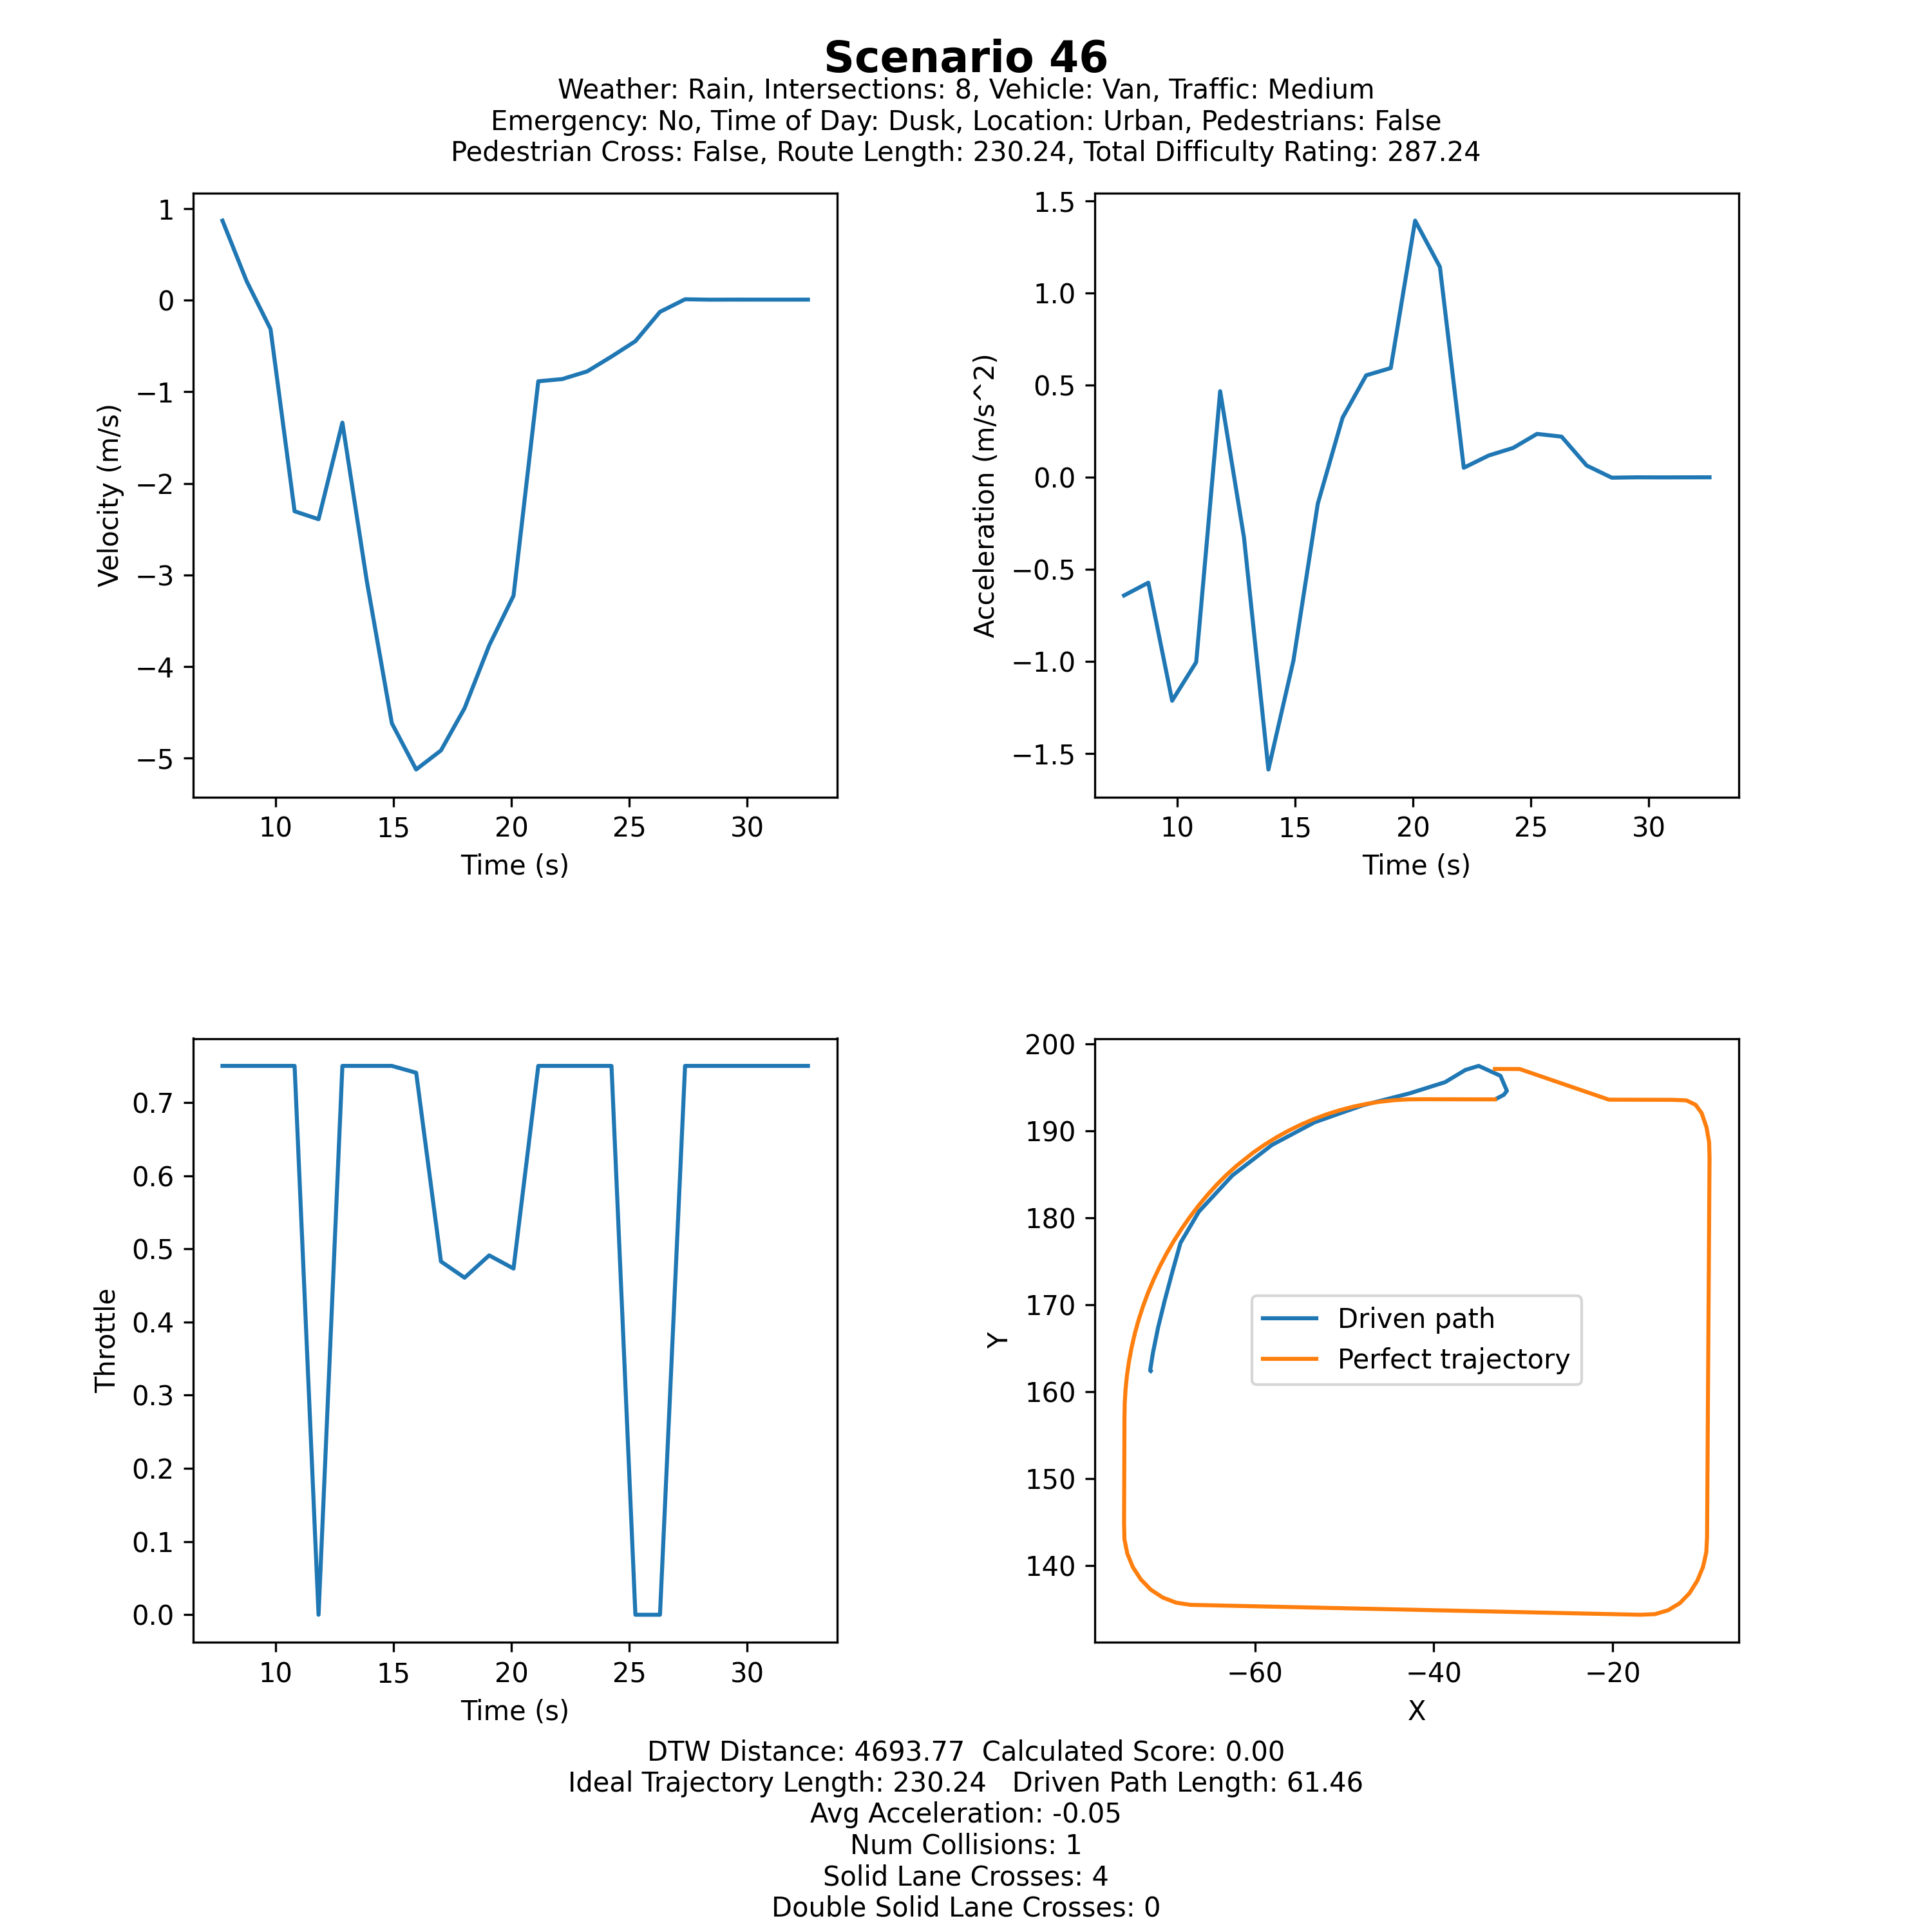 Scenario 46
Weather: Rain, Intersections: 8, Vehicle: Van, Traffic: Medium
Emergency: No, Time of Day: Dusk, Location: Urban, Pedestrians: False
Pedestrian Cross: False, Route Length: 230.24, Total Difficulty Rating: 287.24
1
0
−1
−2
−3
−4
−5
Velocity (m/s)
10 15 20 25 30
Time (s)
1.5
1.0
0.5
0.0
−0.5
−1.0
−1.5
Acceleration (m/s^2)
10 15 20 25 30
Time (s)
0.7
0.6
0.5
0.4
0.3
0.2
0.1
0.0
Throttle
10 15 20 25 30
Time (s)
200
190
180
170
160
150
140
Y
Driven path
Perfect trajectory
−60 −40 −20
X
DTW Distance: 4693.77 Calculated Score: 0.00
Ideal Trajectory Length: 230.24 Driven Path Length: 61.46
Avg Acceleration: -0.05
Num Collisions: 1
Solid Lane Crosses: 4
Double Solid Lane Crosses: 0